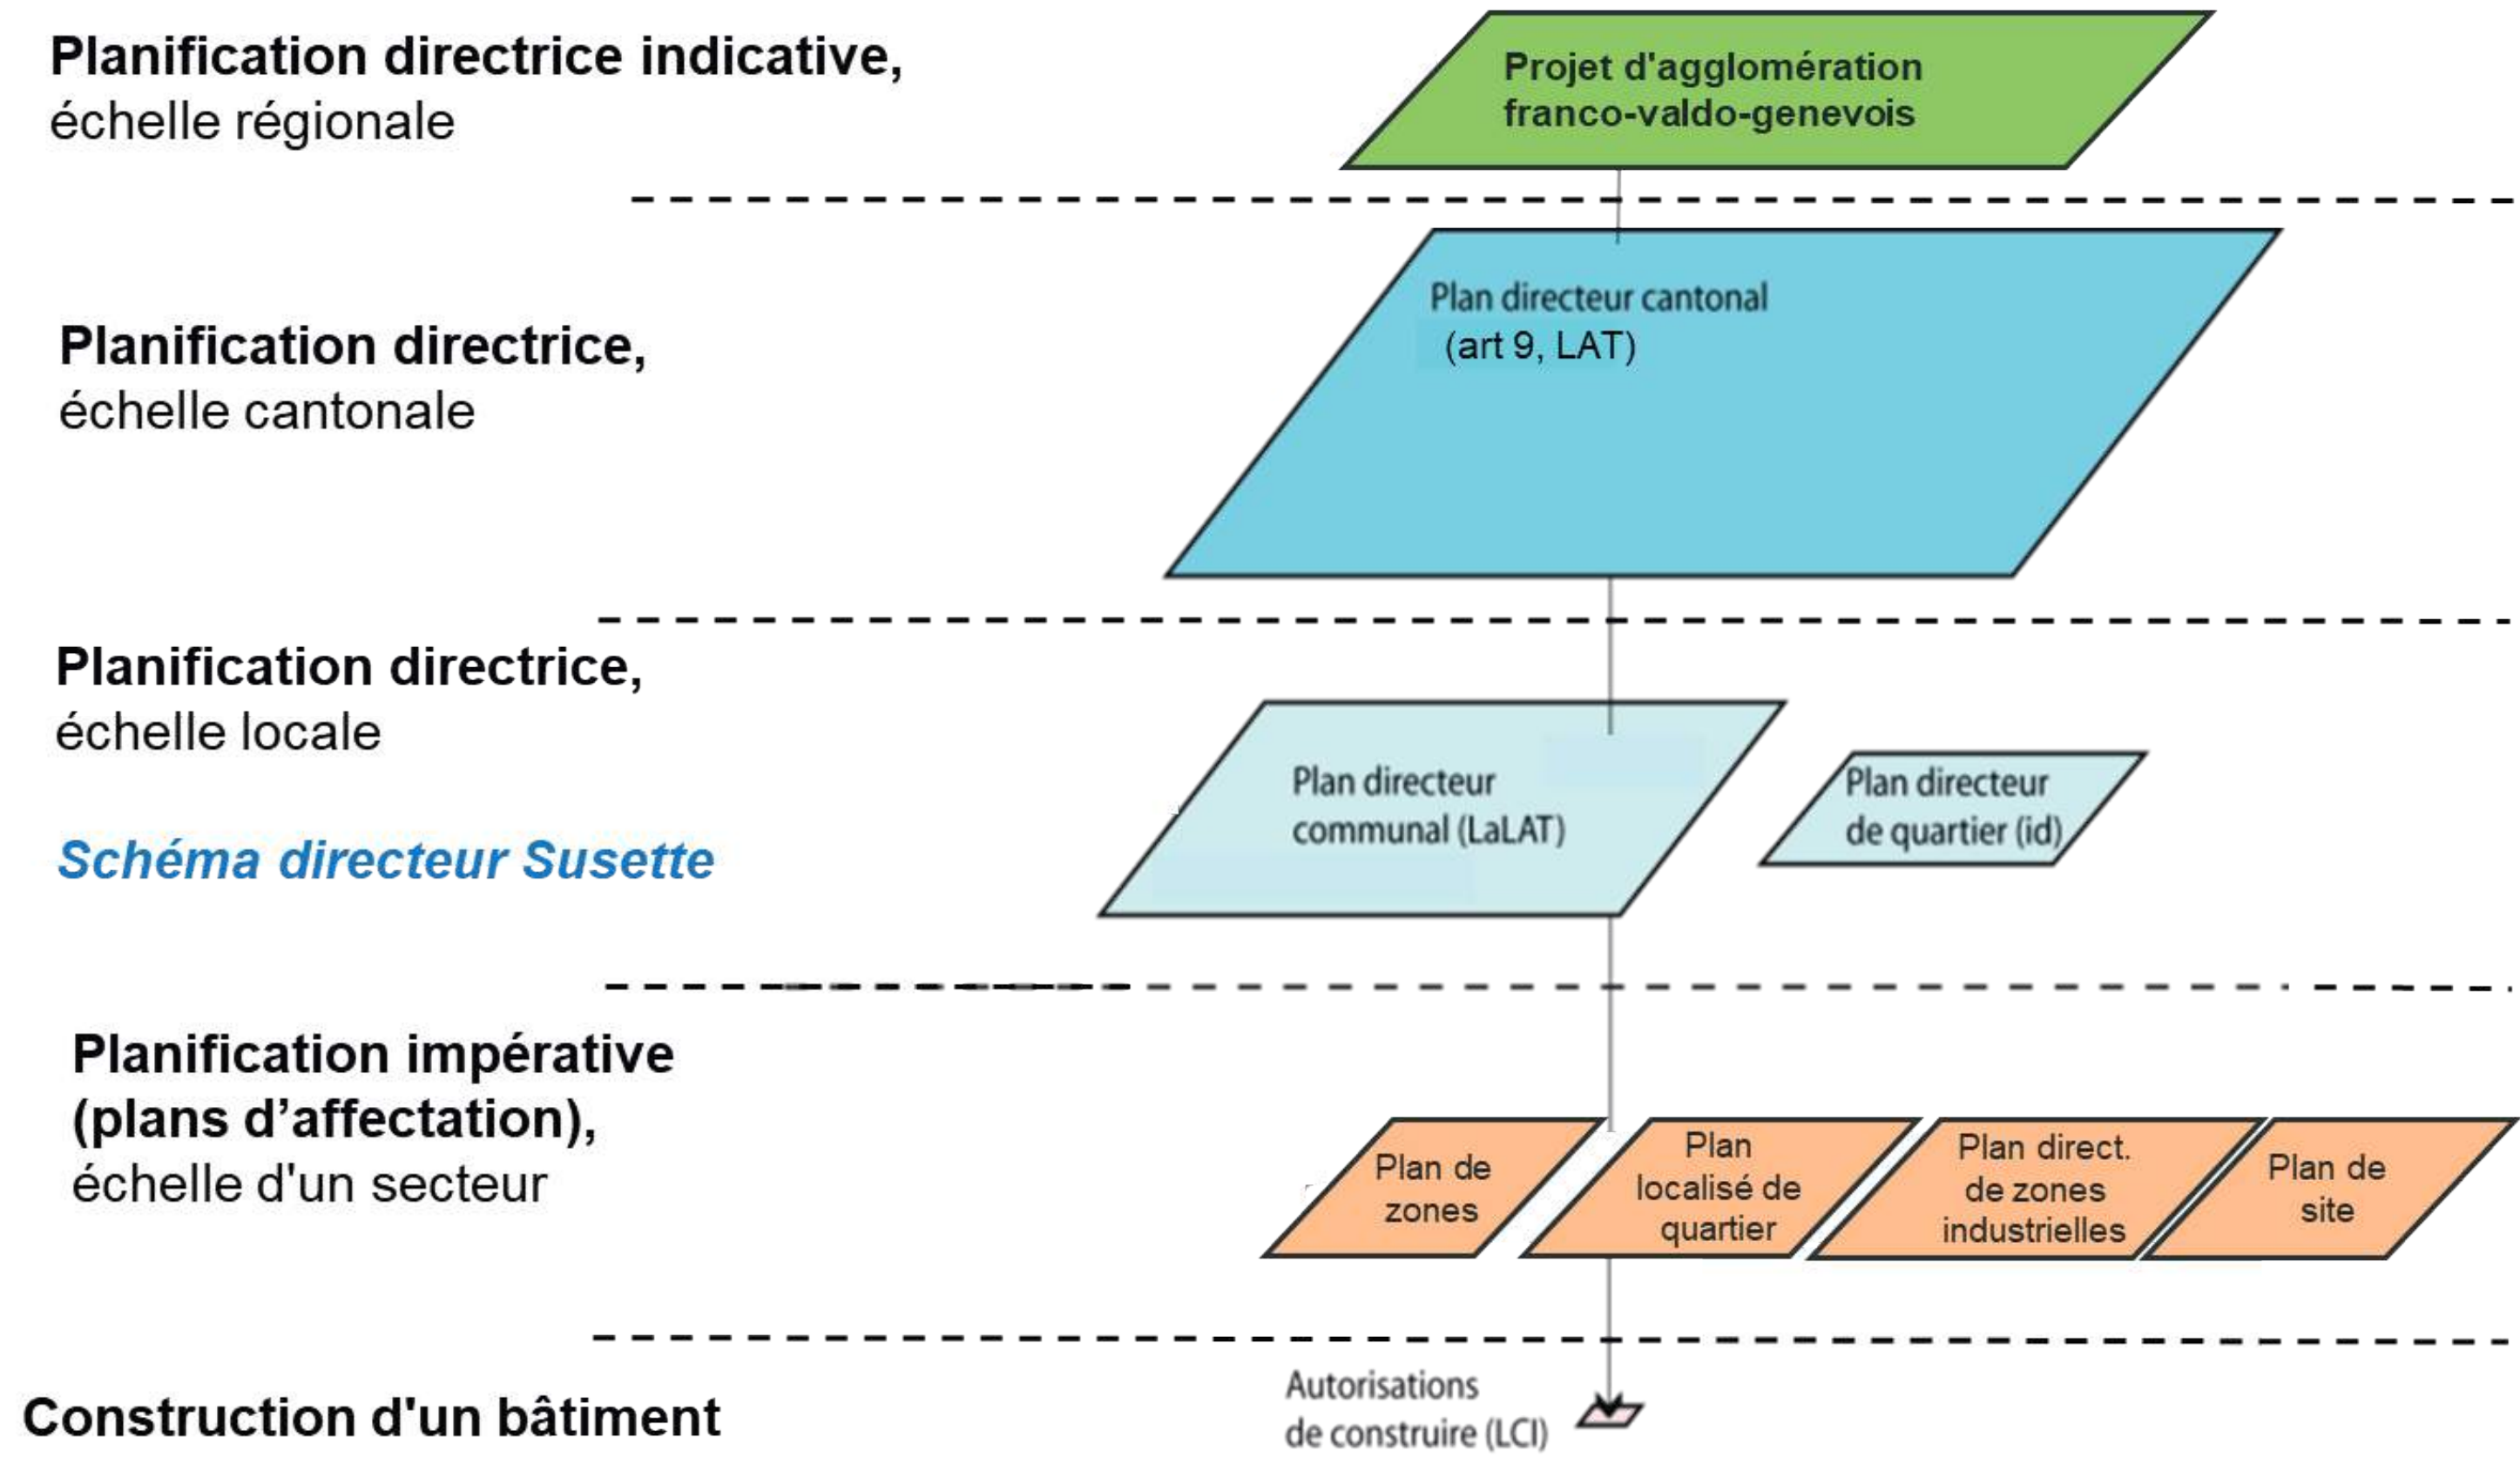 Planification directrice indicative,
échelle régionale
Projet d'agglomération
franco-valdo-genevois
Planification directrice,
échelle cantonale
Plan directeur cantonal
(art 9, LAT)
Planification directrice,
échelle locale
Schéma directeur Susette
Plan directeur
communal (LaLAT)
Plan directeur
de quartier (id)
Planification impérative
(plans d’affectation),
échelle d'un secteur
Plan de
zones
Plan
localisé de
quartier
Plan direct.
de zones
industrielles
Plan de
site
Construction d'un bâtiment
Autorisations
de construire (LCI)